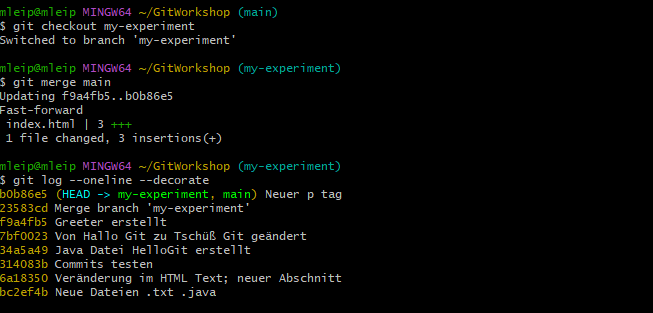 mleip@mleip MINGW64 ~/GitWorkshop (main)
$ git checkout my-experiment
Switched to branch 'my-experiment'
mleip@mleip MINGW64 ~/GitWorkshop (my-experiment)
$ git merge main
Updating f9a4fb5..b0b86e5
Fast-forward
 index.html | 3 +++
 1 file changed, 3 insertions(+)
mleip@mleip MINGW64 ~/GitWorkshop (my-experiment)
$ git log --oneline --decorate
b0b86e5 (HEAD -> my-experiment, main) Neuer p tag
23583cd Merge branch 'my-experiment'
f9a4fb5 Greeter erstellt
7bf0023 Von Hallo Git zu Tschüß Git geändert
34a5a49 Java Datei HelloGit erstellt
314083b Commits testen
6a18350 Veränderung im HTML Text; neuer Abschnitt
bc2ef4b Neue Dateien .txt .java